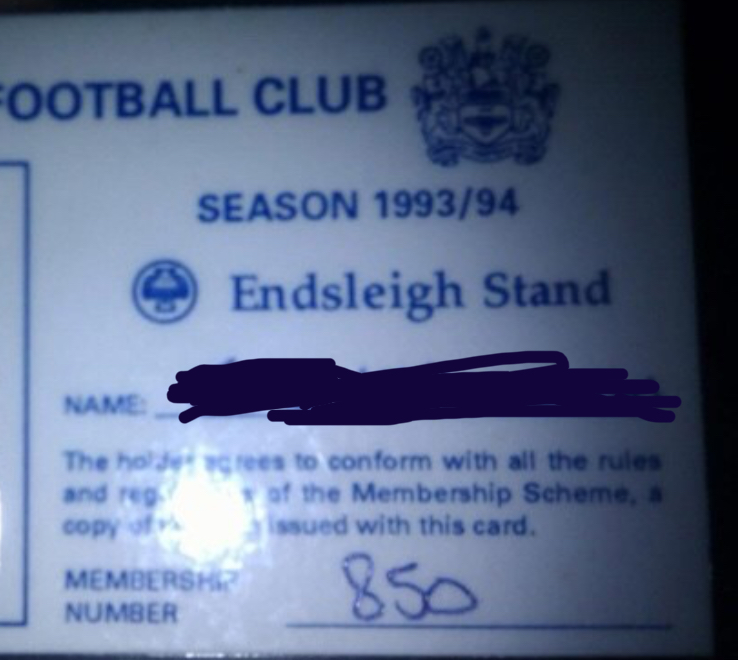 FOOTBALL CLUB
SEASON 1993/94
Endsleigh Stand
NAME:
The holder agrees to conform with all the rules
and of the Membership Scheme, a
copy of issued with this card.
MEMBERSHIP
NUMBER 850